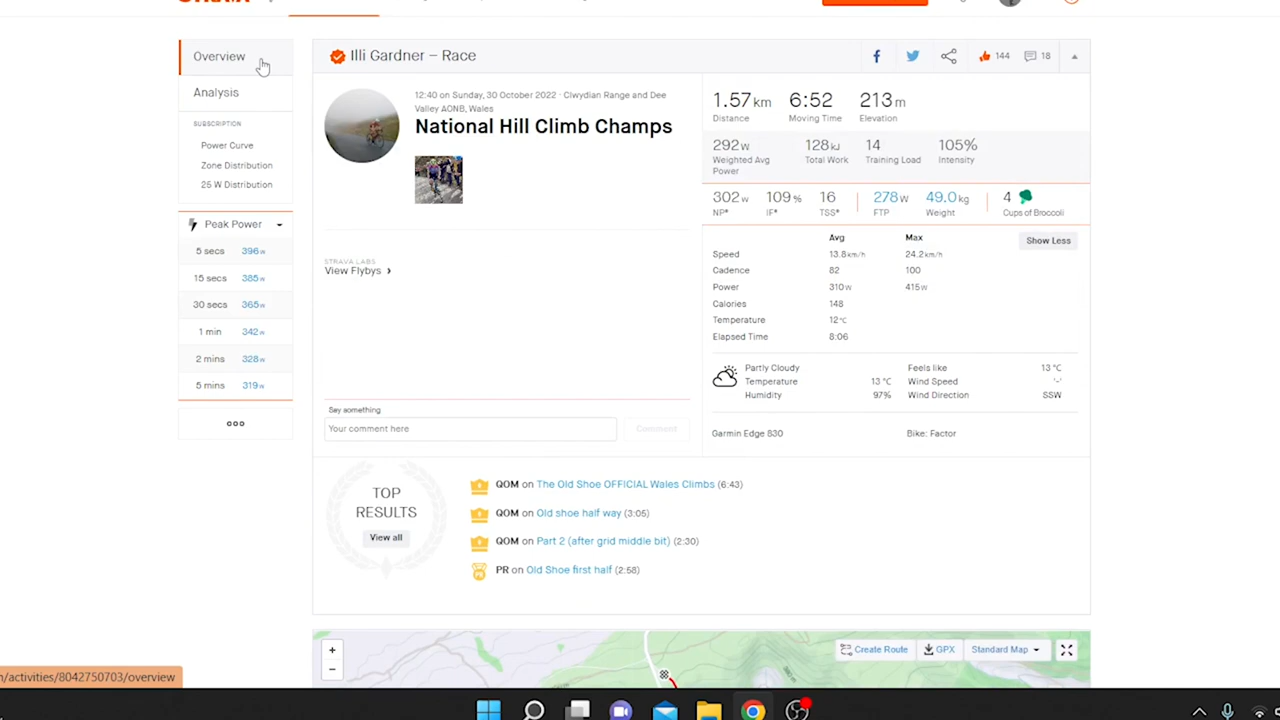 Overview
Analysis
SUBSCRIPTION
Power Curve
Zone Distribution
25 W Distribution
Peak Power
5 secs 396w
15 secs 385w
30 secs 365w
1 min 342w
2 mins 328w
5 mins 319w
Illi Gardner – Race
144
18
12:40 on Sunday, 30 October 2022 · Clwydian Range and Dee
Valley AONB, Wales
National Hill Climb Champs
STRAVA LABS
View Flybys ›
Say something
Your comment here
Comment
1.57km 6:52 213m
Distance Moving Time Elevation
292W 128kJ 14 105%
Weighted Avg Total Work Training Load Intensity
Power
302w 109% 16 278W 49.0kg 4
NP* IF* TSS* FTP Weight Cups of Broccoli
Avg Max Show Less
Speed 13.8km/h 24.2km/h
Cadence 82 100
Power 310W 415W
Calories 148
Temperature 12℃
Elapsed Time 8:06
Partly Cloudy Feels like 13 ℃
Temperature 13 ℃ Wind Speed '-'
Humidity 97% Wind Direction SSW
Garmin Edge 830 Bike: Factor
TOP
RESULTS
View all
QOM on The Old Shoe OFFICIAL Wales Climbs (6:43)
QOM on Old shoe half way (3:05)
QOM on Part 2 (after grid middle bit) (2:30)
PR on Old Shoe first half (2:58)
+
−
Create Route GPX Standard Map
/activities/8042750703/overview